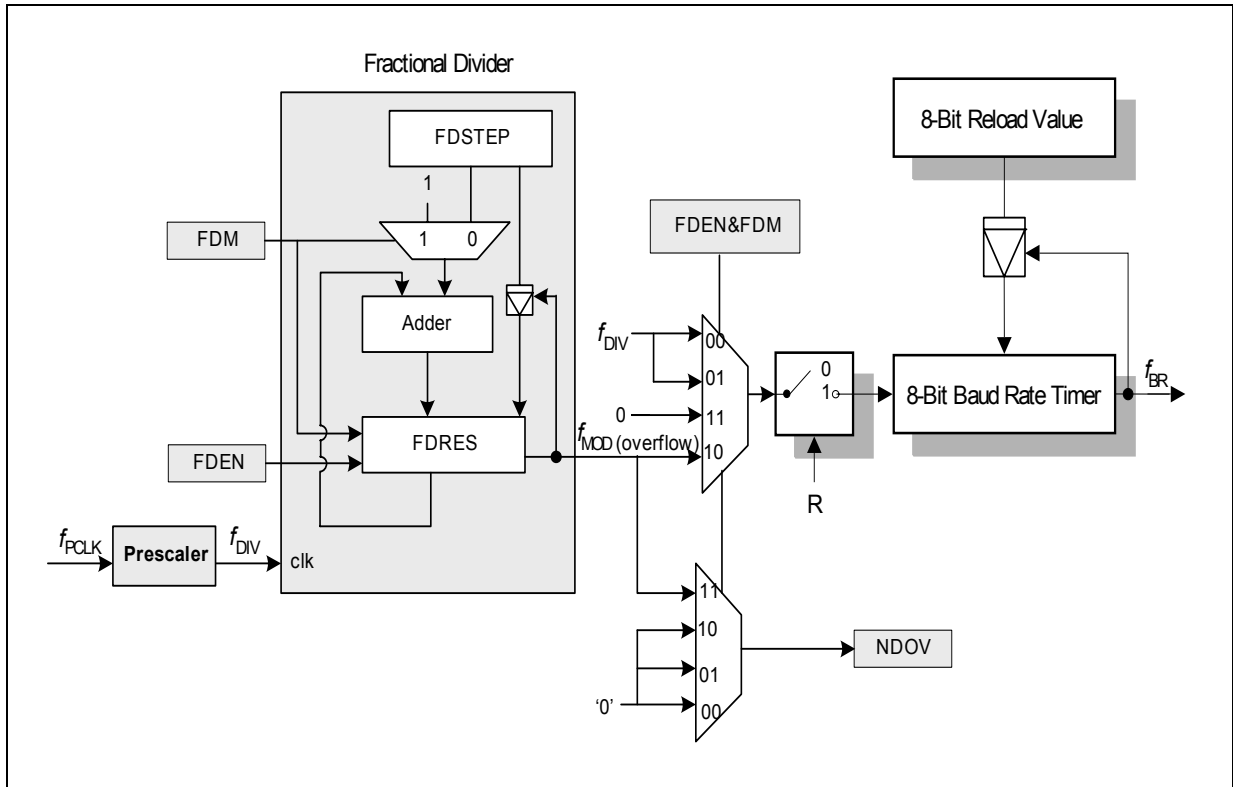 Fractional Divider
FDSTEP
8-Bit Reload Value
1
FDM
1 0
FDEN&FDM
Adder
fDIV
00
01
0
11
10
0
1
8-Bit Baud Rate Timer
fBR
FDRES
fMOD (overflow)
FDEN
R
fPCLK
Prescaler
fDIV
clk
11
10
01
00
'0'
NDOV